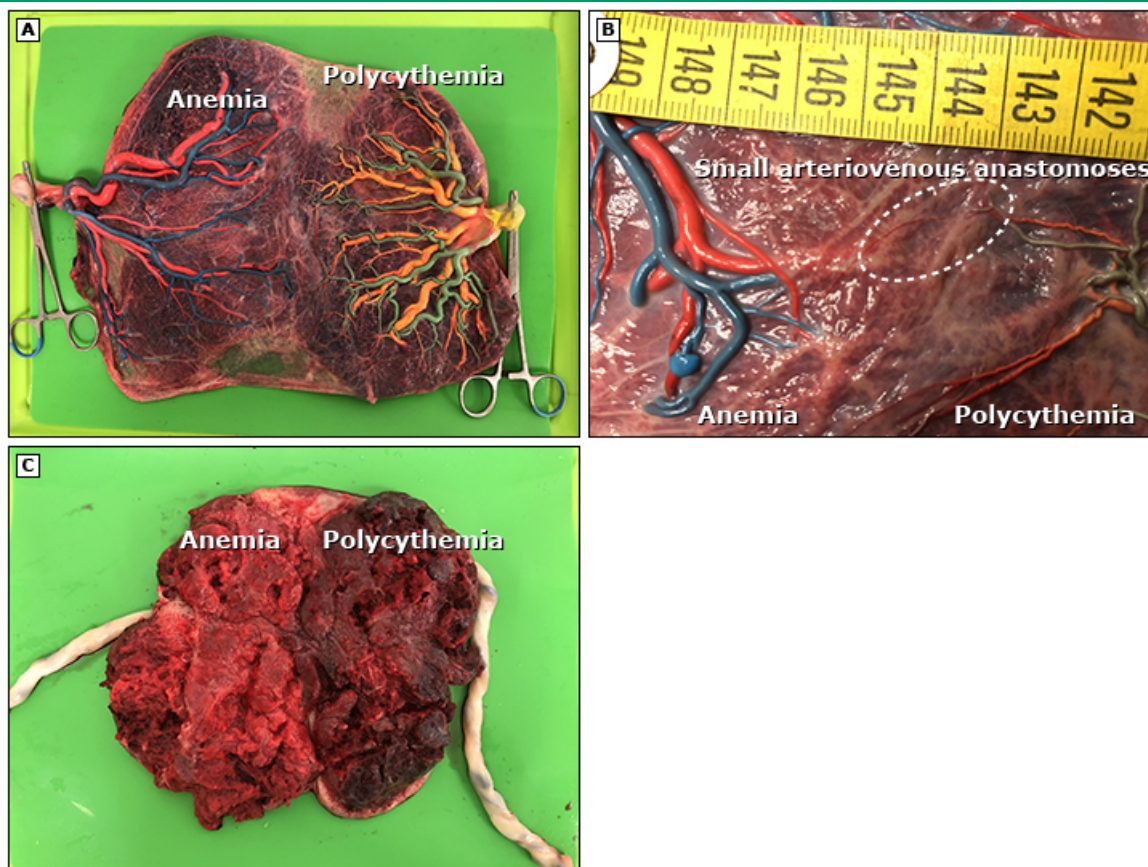 A
Anemia
Polycythemia
B
149 148 147 146 145 144 143 142
Small arteriovenous anastomoses
Anemia
Polycythemia
C
Anemia
Polycythemia